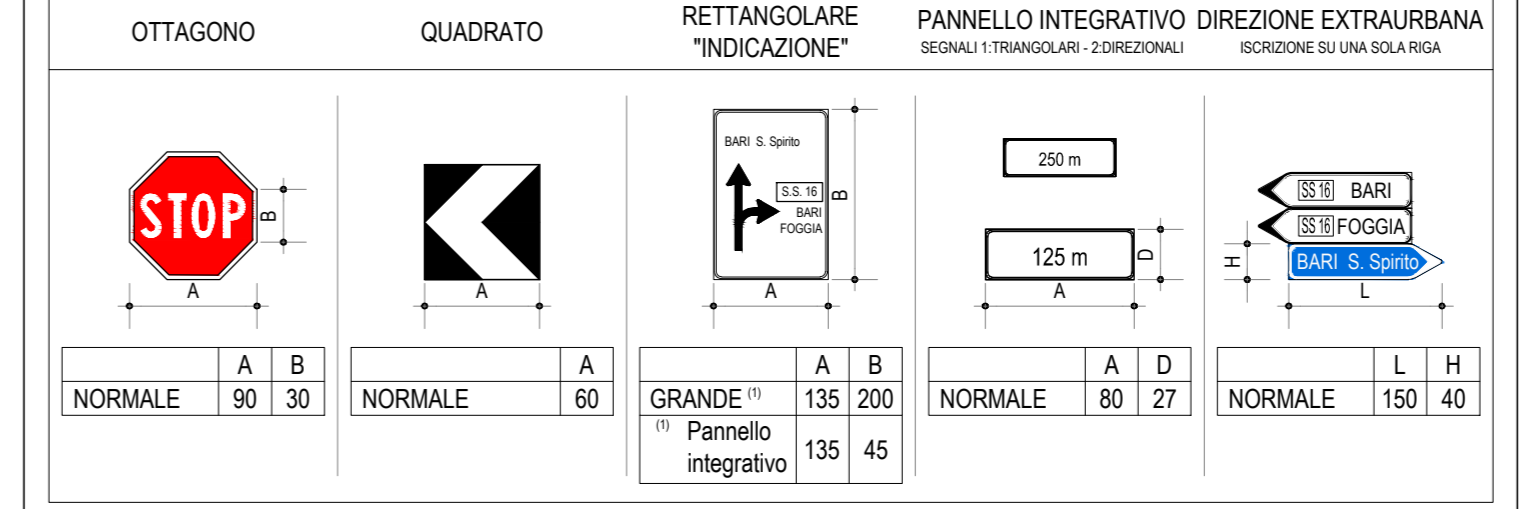 OTTAGONO
QUADRATO
RETTANGOLARE
"INDICAZIONE"
PANNELLO INTEGRATIVO
SEGNALI 1:TRIANGOLARI - 2:DIREZIONALI
DIREZIONE EXTRAURBANA
ISCRIZIONE SU UNA SOLA RIGA
STOP
B
A
A
BARI S. Spirito
S.S. 16
BARI
FOGGIA
B
A
250 m
125 m
D
A
SS 16 BARI
SS 16 FOGGIA
BARI S. Spirito
H
L
A B
NORMALE 90 30
A
NORMALE 60
A B
GRANDE (1) 135 200
(1) Pannello
integrativo 135 45
A D
NORMALE 80 27
L H
NORMALE 150 40